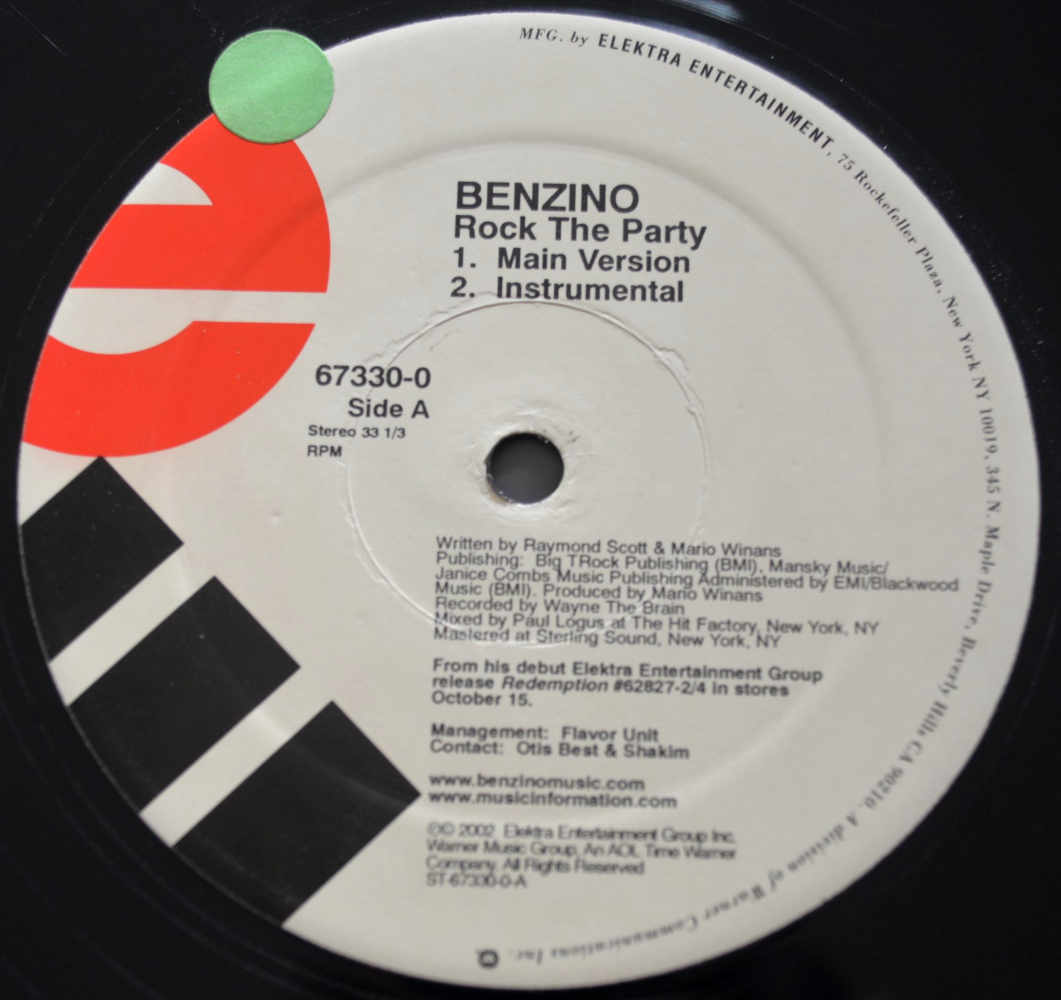 MFG. by ELEKTRA ENTERTAINMENT, 75 Rockefeller Plaza, New York NY 10019, 345 N. Maple Drive, Beverly Hills CA 90210. A division of Warner Communications Inc.
BENZINO
Rock The Party
1. Main Version
2. Instrumental
67330-0
Side A
Stereo 33 1/3
RPM
Written by Raymond Scott & Mario Winans
Publishing: Big TRock Publishing (BMI), Mansky Music/
Janice Combs Music Publishing Administered by EMI/Blackwood
Music (BMI). Produced by Mario Winans
Recorded by Wayne The Brain
Mixed by Paul Logus at The Hit Factory, New York, NY
Mastered at Sterling Sound, New York, NY
From his debut Elektra Entertainment Group
release Redemption #62827-2/4 in stores
October 15.
Management: Flavor Unit
Contact: Otis Best & Shakim
www.benzinomusic.com
www.musicinformation.com
℗© 2002 Elektra Entertainment Group Inc.
Warner Music Group, An AOL Time Warner
Company. All Rights Reserved
ST-67330-0-A